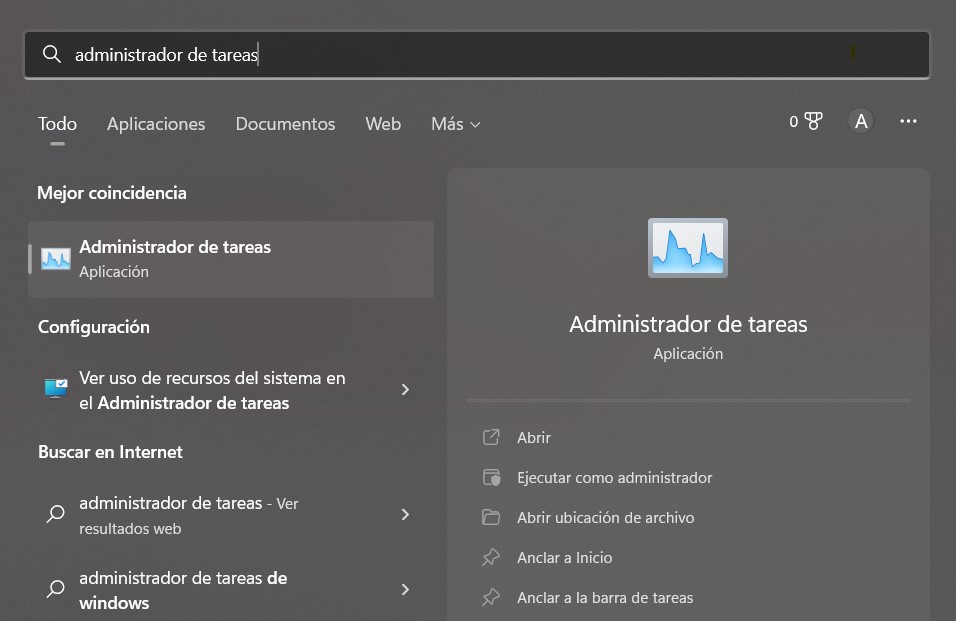 administrador de tareas
Todo Aplicaciones Documentos Web Más 0 A
Mejor coincidencia
Administrador de tareas
Aplicación
Configuración
Ver uso de recursos del sistema en
el Administrador de tareas
Buscar en Internet
administrador de tareas - Ver
resultados web
administrador de tareas de
windows
Administrador de tareas
Aplicación
Abrir
Ejecutar como administrador
Abrir ubicación de archivo
Anclar a Inicio
Anclar a la barra de tareas